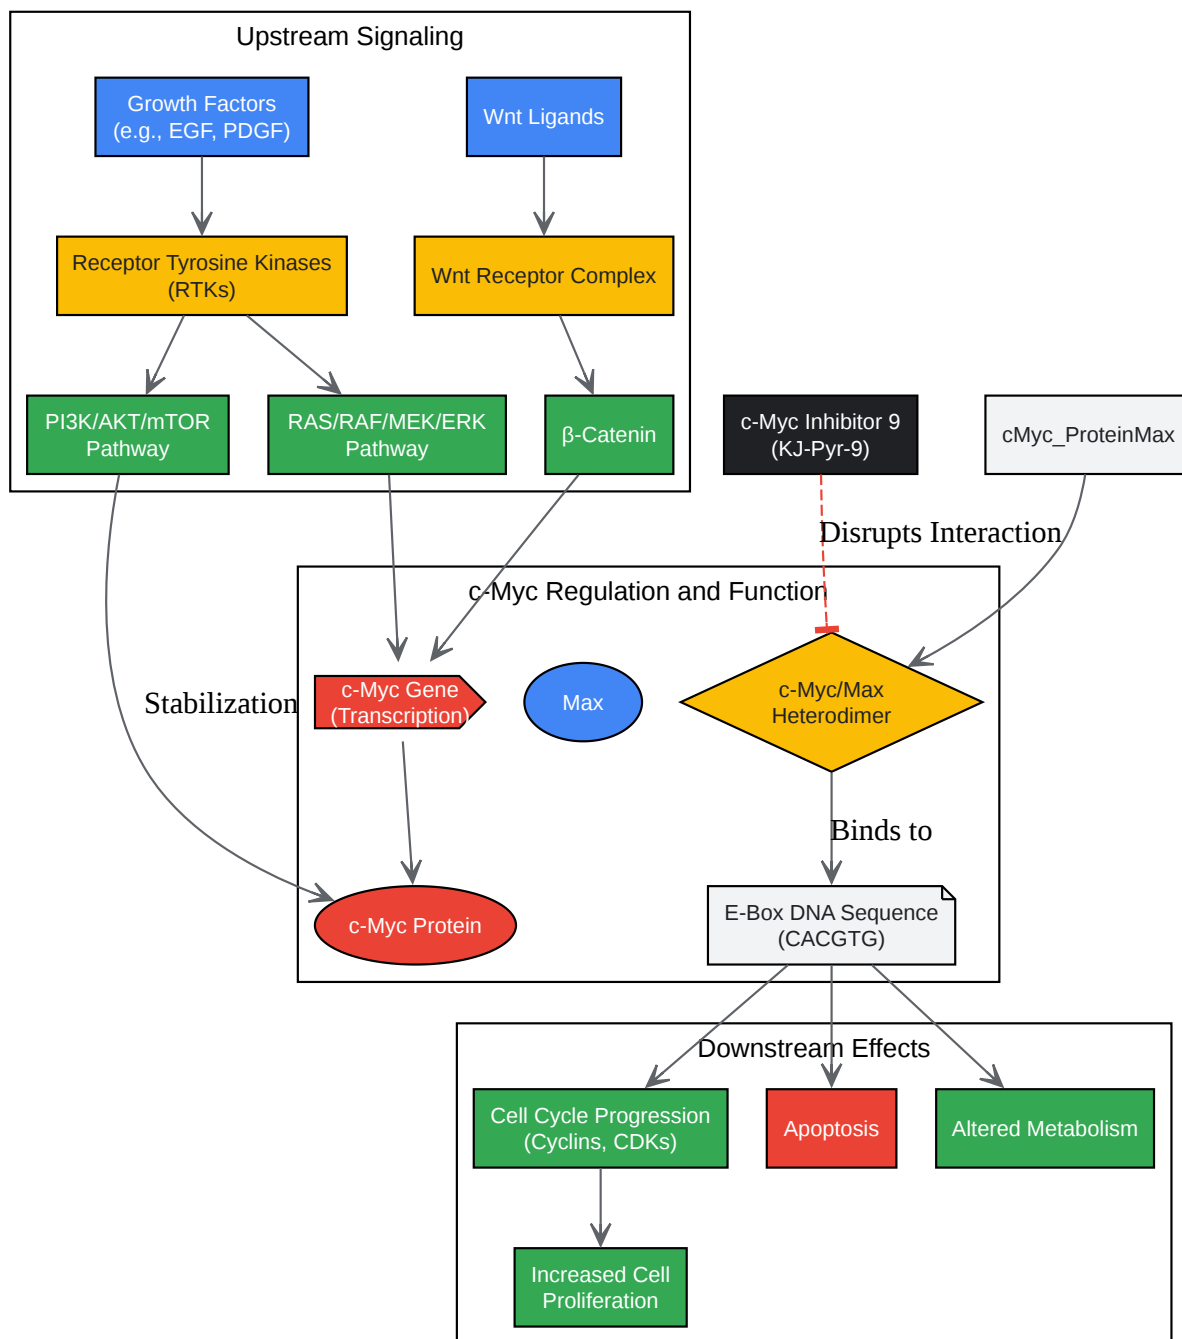 Upstream Signaling
Growth Factors
(e.g., EGF, PDGF)
Wnt Ligands
Receptor Tyrosine Kinases
(RTKs)
Wnt Receptor Complex
PI3K/AKT/mTOR
Pathway
RAS/RAF/MEK/ERK
Pathway
β-Catenin
c-Myc Inhibitor 9
(KJ-Pyr-9)
cMyc_ProteinMax
Disrupts Interaction
c-Myc Regulation and Function
Stabilization
c-Myc Gene
(Transcription)
Max
c-Myc/Max
Heterodimer
Binds to
c-Myc Protein
E-Box DNA Sequence
(CACGTG)
Downstream Effects
Cell Cycle Progression
(Cyclins, CDKs)
Apoptosis
Altered Metabolism
Increased Cell
Proliferation